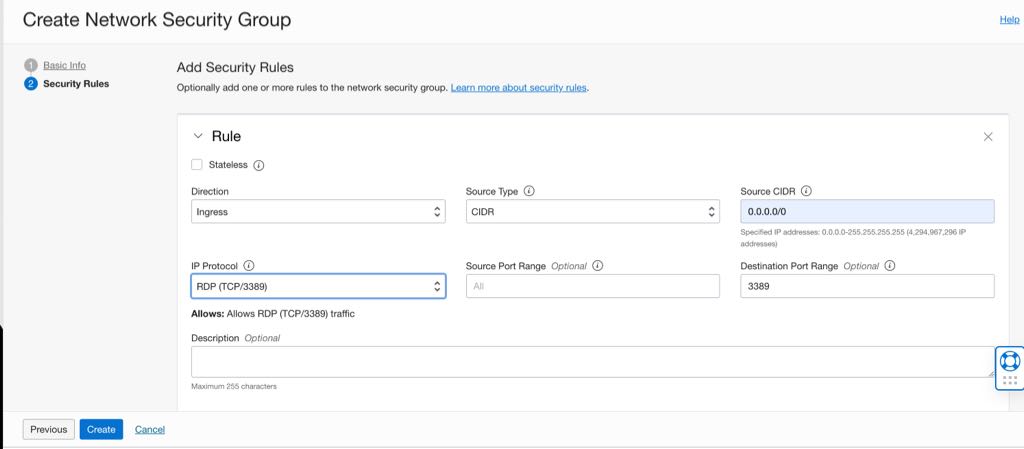 Create Network Security Group
Help
1 Basic Info
2 Security Rules
Add Security Rules
Optionally add one or more rules to the network security group. Learn more about security rules.
Rule
Stateless
Direction
Ingress
Source Type
CIDR
Source CIDR
0.0.0.0/0
Specified IP addresses: 0.0.0.0-255.255.255.255 (4,294,967,296 IP
addresses)
IP Protocol
RDP (TCP/3389)
Source Port Range Optional
All
Destination Port Range Optional
3389
Allows: Allows RDP (TCP/3389) traffic
Description Optional
Maximum 255 characters
Previous
Create
Cancel